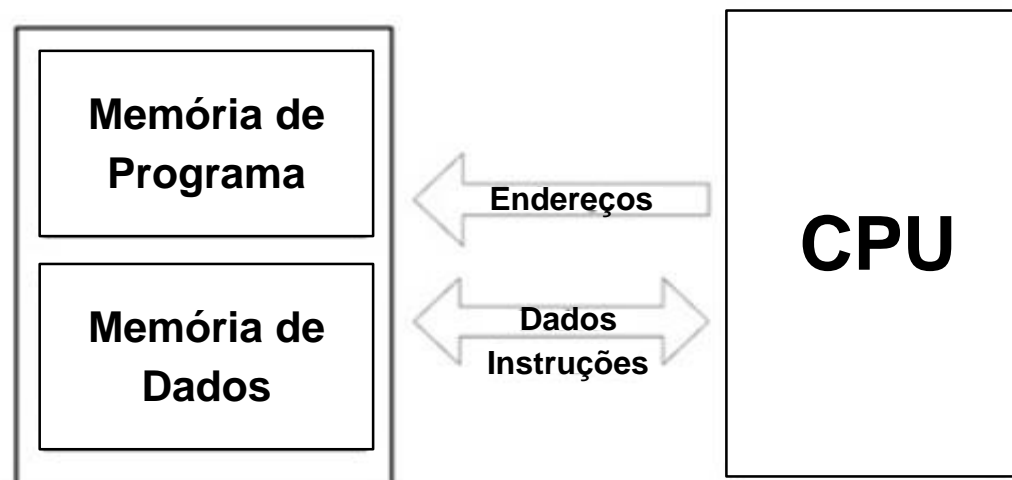 Memória de
Programa
Memória de
Dados
Endereços
Dados
Instruções
CPU